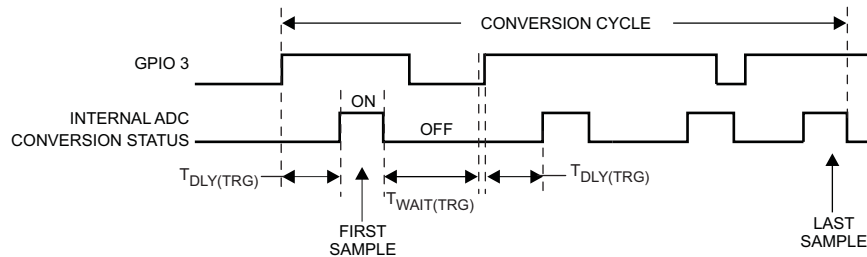 CONVERSION CYCLE
GPIO 3
ON
INTERNAL ADC
CONVERSION STATUS
OFF
TDLY(TRG)
TWAIT(TRG)
TDLY(TRG)
FIRST
SAMPLE
LAST
SAMPLE